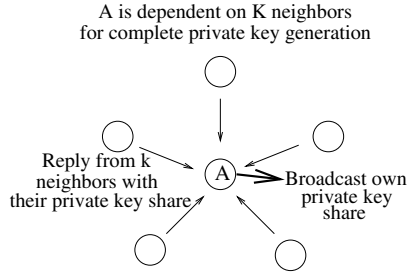 A is dependent on K neighbors
for complete private key generation
Reply from k
neighbors with
their private key share
A
Broadcast own
private key
share